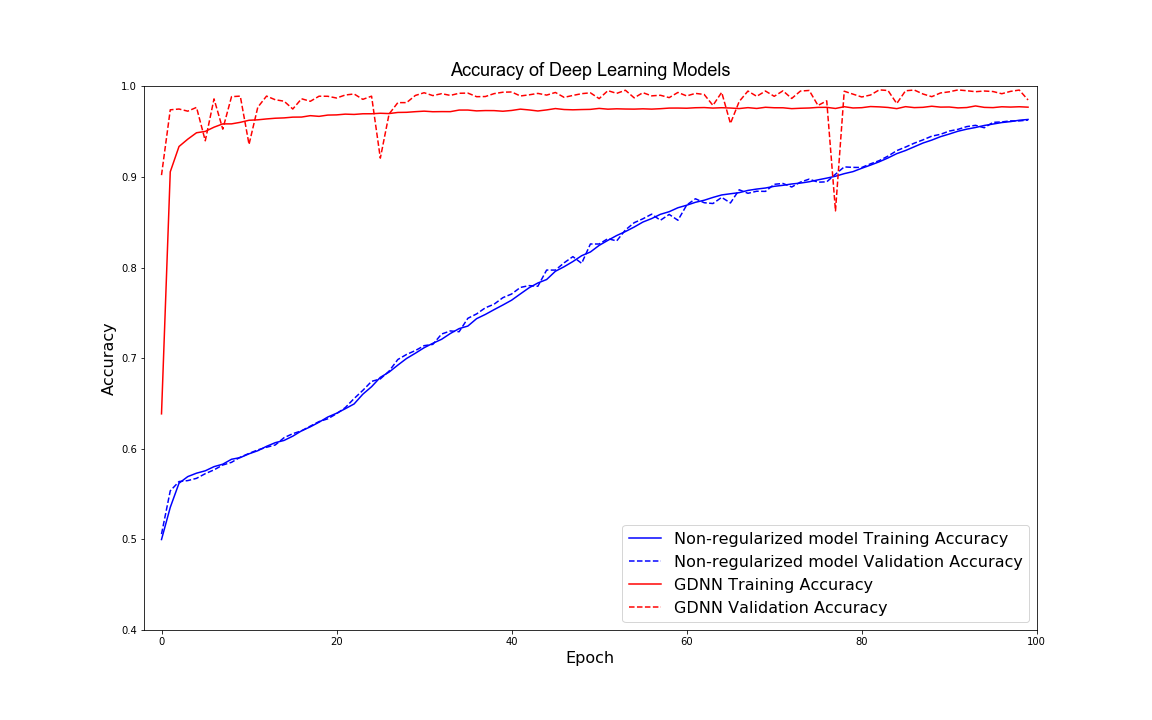 Accuracy of Deep Learning Models
1.0
0.9
0.8
0.7
0.6
0.5
0.4
Accuracy
0
20
40
60
80
100
Epoch
Non-regularized model Training Accuracy
Non-regularized model Validation Accuracy
GDNN Training Accuracy
GDNN Validation Accuracy